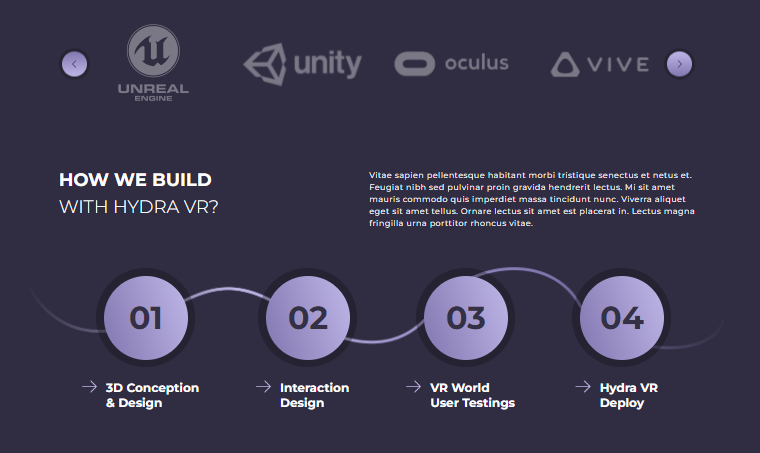 UNREAL
ENGINE
unity
oculus
VIVE
HOW WE BUILD
WITH HYDRA VR?
Vitae sapien pellentesque habitant morbi tristique senectus et netus et.
Feugiat nibh sed pulvinar proin gravida hendrerit lectus. Mi sit amet
mauris commodo quis imperdiet massa tincidunt nunc. Viverra aliquet
eget sit amet tellus. Ornare lectus sit amet est placerat in. Lectus magna
fringilla urna porttitor rhoncus vitae.
01
02
03
04
3D Conception
& Design
Interaction
Design
VR World
User Testings
Hydra VR
Deploy